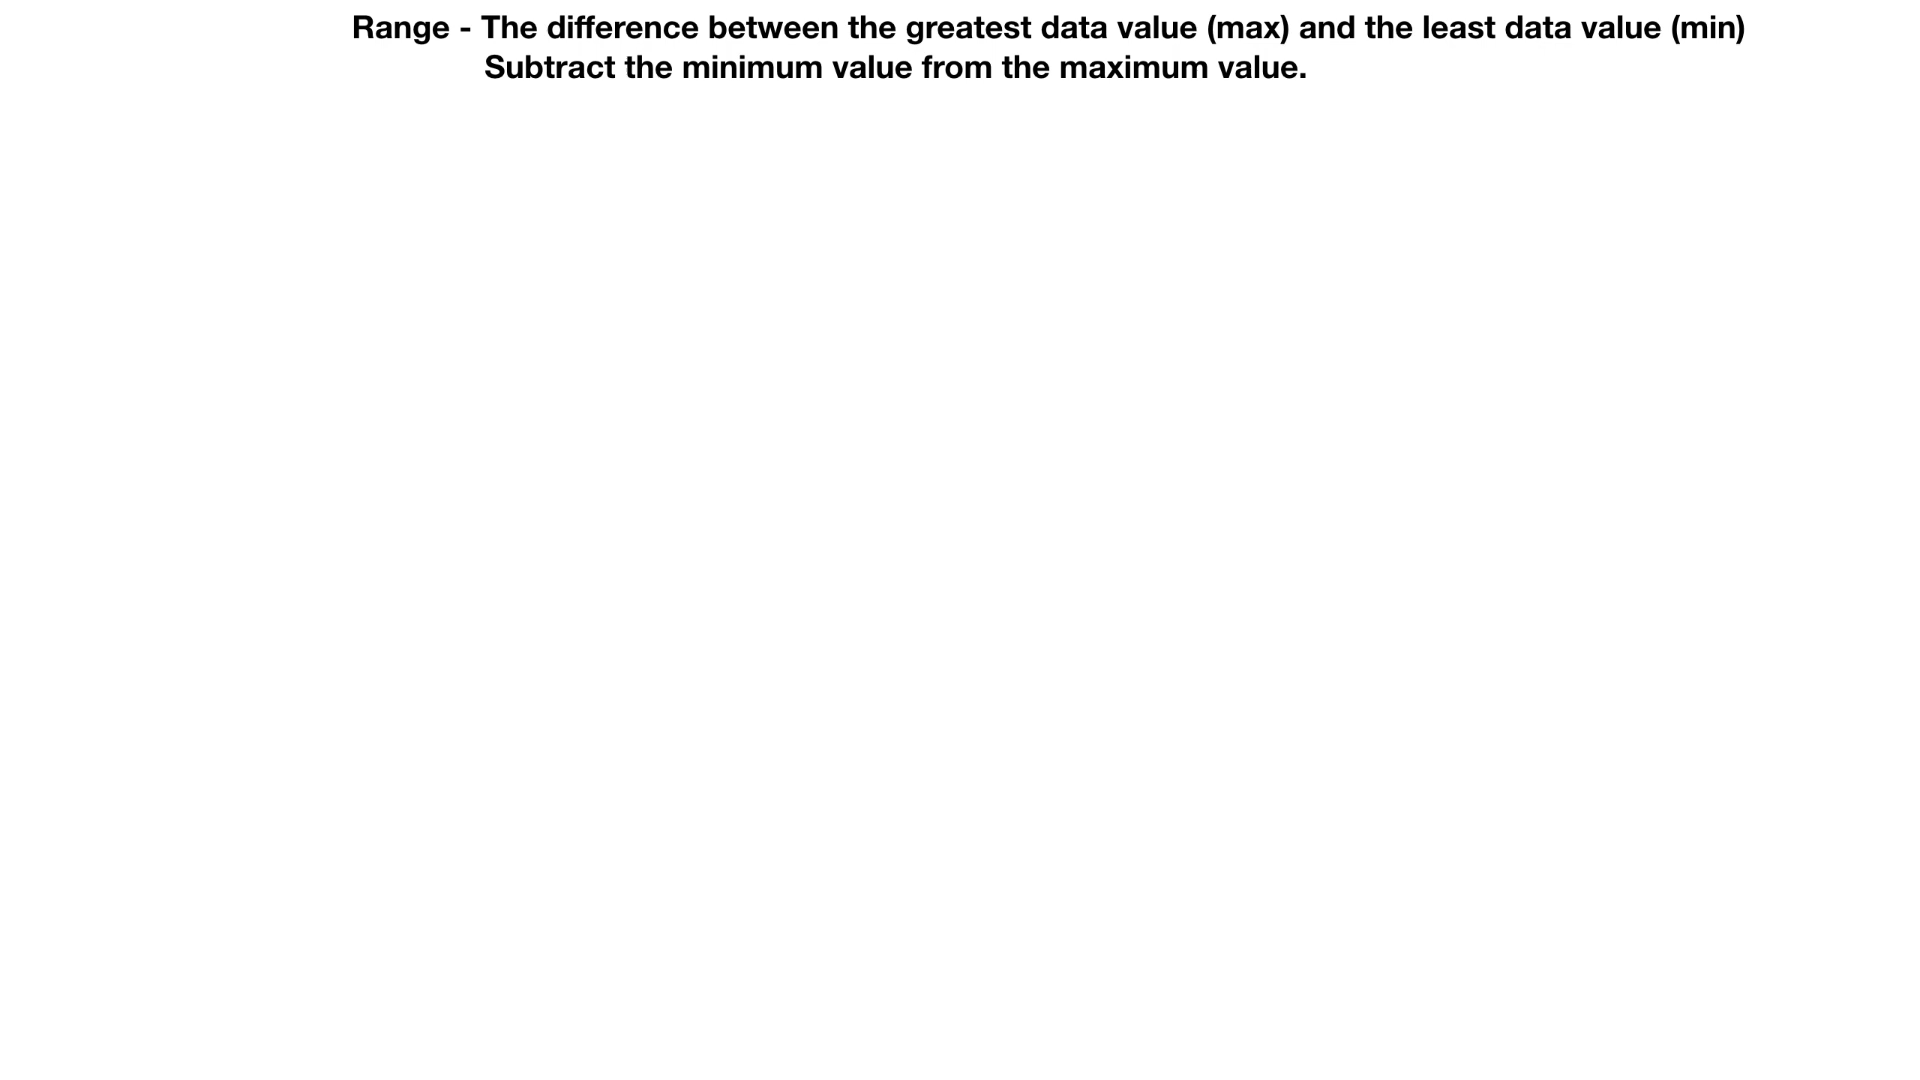 Range - The difference between the greatest data value (max) and the least data value (min)
Subtract the minimum value from the maximum value.